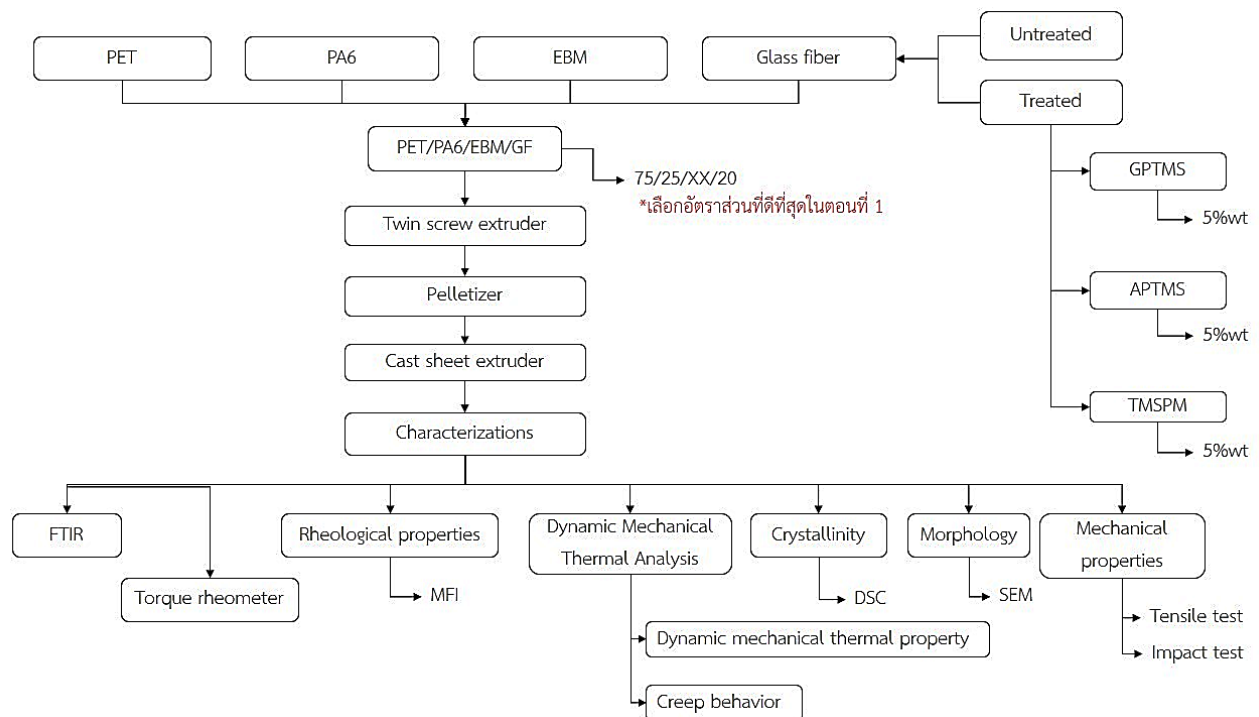 Untreated
PET
PA6
EBM
Glass fiber
Treated
PET/PA6/EBM/GF
75/25/XX/20
*เลือกอัตราส่วนที่ดีที่สุดในตอนที่ 1
GPTMS
5%wt
Twin screw extruder
Pelletizer
APTMS
5%wt
Cast sheet extruder
TMSPM
5%wt
Characterizations
FTIR
Torque rheometer
Rheological properties
MFI
Dynamic Mechanical
Thermal Analysis
Dynamic mechanical thermal property
Creep behavior
Crystallinity
DSC
Morphology
SEM
Mechanical
properties
Tensile test
Impact test